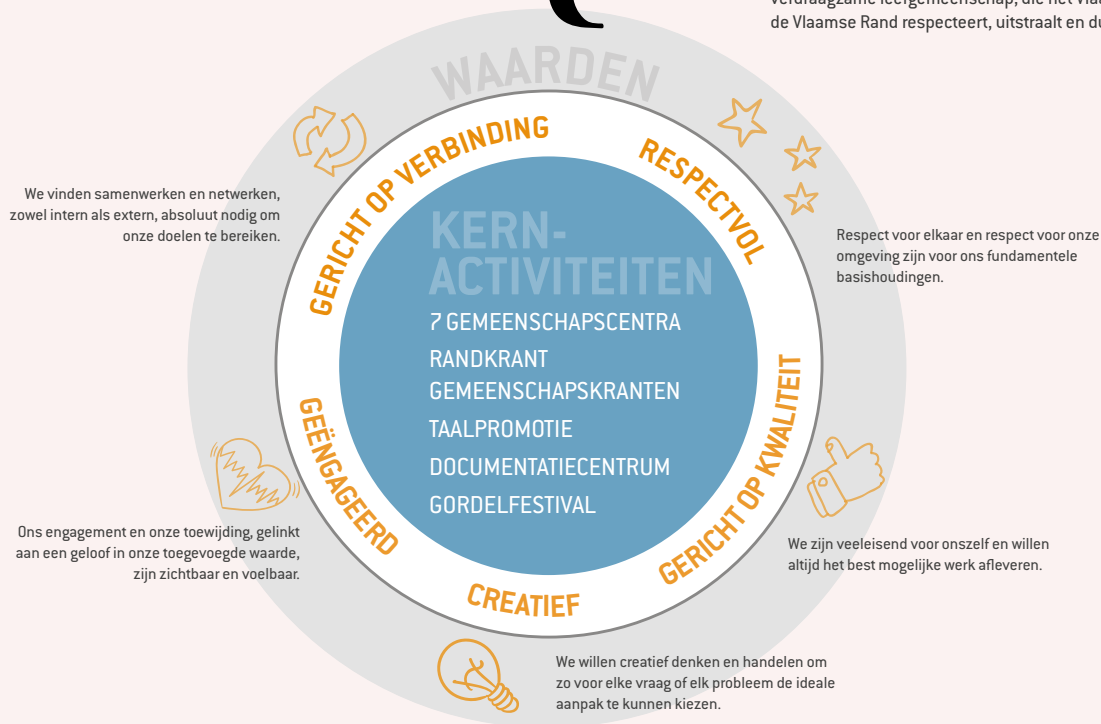 verdraagzame leefgemeenschap, die het
de Vlaamse Rand respecteert, uitstraalt en
WAARDEN
GERICHT OP VERBINDING
RESPECTVOL
We vinden samenwerken en netwerken,
zowel intern als extern, absoluut nodig om
onze doelen te bereiken.
Respect voor elkaar en respect voor onze
omgeving zijn voor ons fundamentele
basishoudingen.
KERN-
ACTIVITEITEN
7 GEMEENSCHAPSCENTRA
RANDKRANT
GEMEENSCHAPSKRANTEN
TAALPROMOTIE
DOCUMENTATIECENTRUM
GORDELFESTIVAL
GEËNGAGEERD
GERICHT OP KWALITEIT
Ons engagement en onze toewijding, gelinkt
aan een geloof in onze toegevoegde waarde,
zijn zichtbaar en voelbaar.
We zijn veeleisend voor onszelf en willen
altijd het best mogelijke werk afleveren.
CREATIEF
We willen creatief denken en handelen om
zo voor elke vraag of elk probleem de ideale
aanpak te kunnen kiezen.